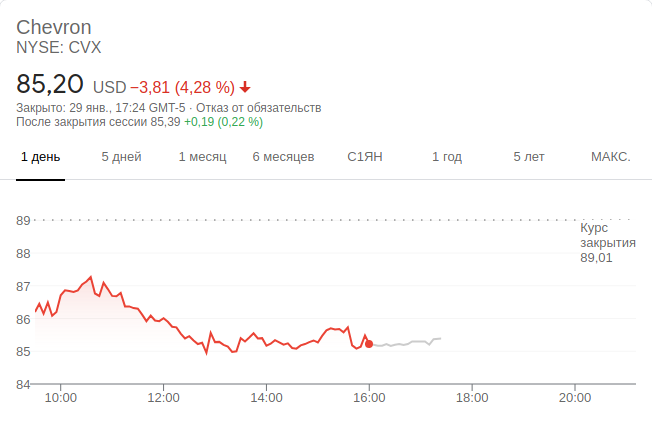 Chevron
NYSE: CVX
85,20 USD −3,81 (4,28 %)
Закрыто: 29 янв., 17:24 GMT-5 · Отказ от обязательств
После закрытия сессии 85,39 +0,19 (0,22 %)
1 день 5 дней 1 месяц 6 месяцев С1ЯН 1 год 5 лет МАКС.
89
Курс
закрытия
89,01
88
87
86
85
84
10:00 12:00 14:00 16:00 18:00 20:00